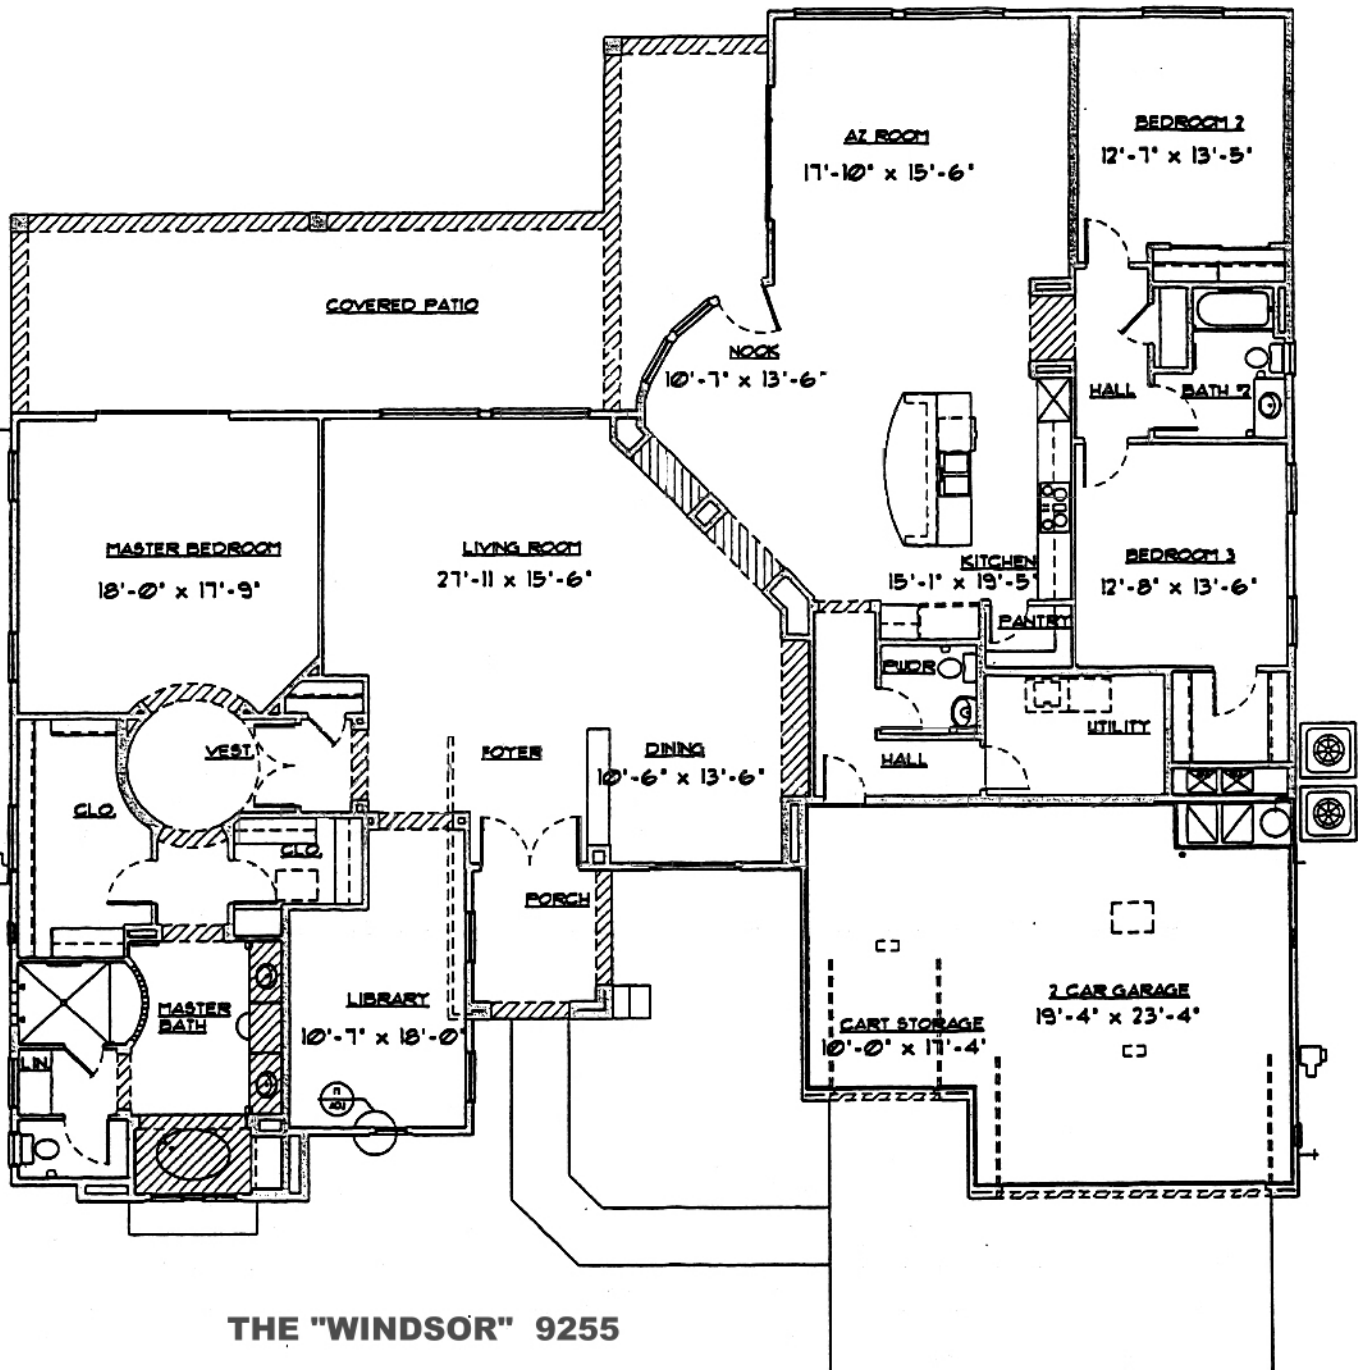 AZ ROOM
17'-10" x 15'-6"
BEDROOM 2
12'-7" x 13'-5"
COVERED PATIO
NOOK
10'-7" x 13'-6"
HALL
BATH #2
MASTER BEDROOM
18'-0" x 17'-9"
LIVING ROOM
27'-11 x 15'-6"
KITCHEN
15'-1" x 19'-5"
BEDROOM 3
12'-8" x 13'-6"
PANTRY
PWDR
UTILITY
VEST.
FOYER
DINING
10'-6" x 13'-6"
HALL
CLO.
CLO.
PORCH
MASTER
BATH
LIBRARY
10'-7" x 18'-0"
2 CAR GARAGE
19'-4" x 23'-4"
CART STORAGE
10'-0" x 17'-4"
LIN.
THE "WINDSOR" 9255